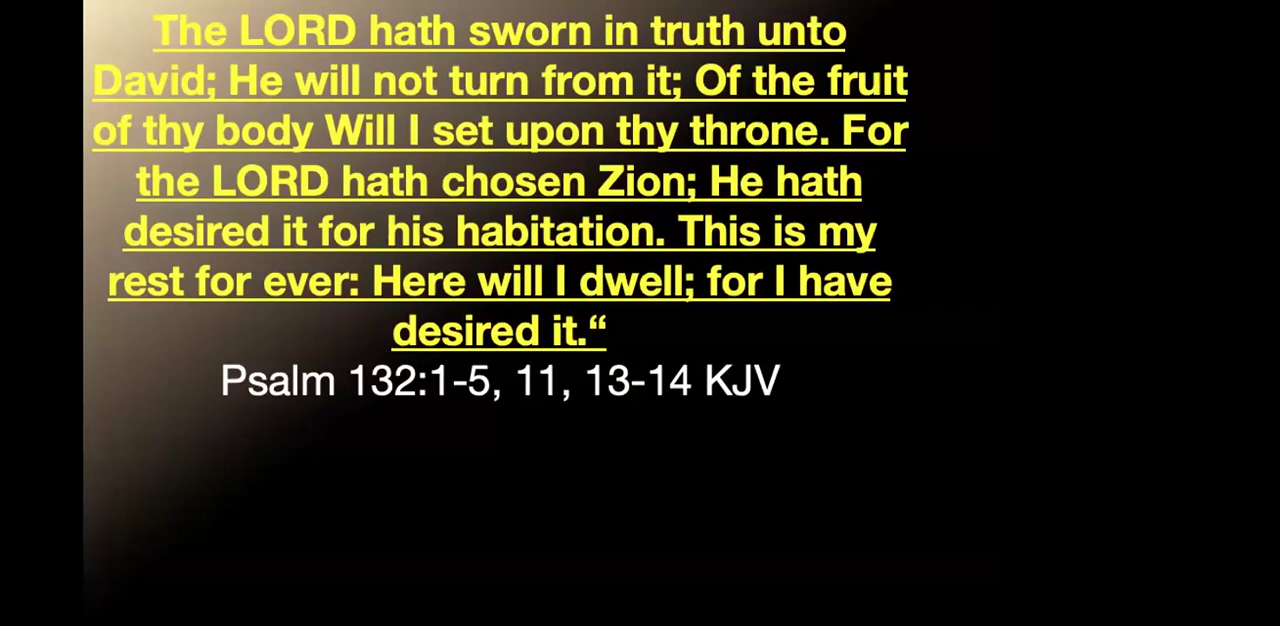 The LORD hath sworn in truth unto
David; He will not turn from it; Of the fruit
of thy body Will I set upon thy throne. For
the LORD hath chosen Zion; He hath
desired it for his habitation. This is my
rest for ever: Here will I dwell; for I have
desired it.“
Psalm 132:1-5, 11, 13-14 KJV